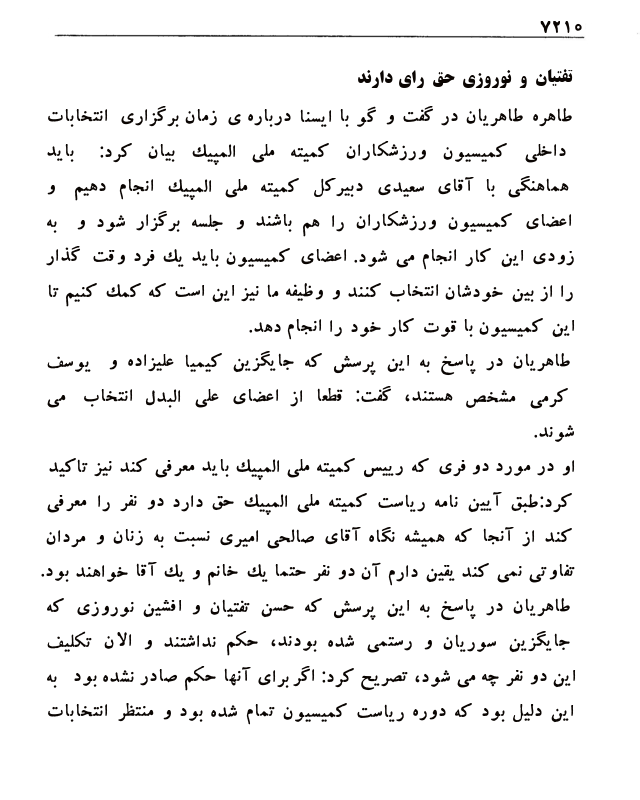 ۷۲۱۰
تفتیان و نوروزی حق رای دارند
طاهره طاهریان در گفت و گو با ایسنا درباره ی زمان برگزاری انتخابات
داخلی کمیسیون ورزشکاران کمیته ملی المپیك بیان کرد: باید
هماهنگی با آقای سعیدی دبیرکل کمیته ملی المپیك انجام دهیم و
اعضای کمیسیون ورزشکاران را هم باشند و جلسه برگزار شود و به
زودی این کار انجام می شود. اعضای کمیسیون باید یك فرد وقت گذار
را از بین خودشان انتخاب کنند و وظیفه ما نیز این است که کمك کنیم تا
این کمیسیون با قوت کار خود را انجام دهد.
طاهریان در پاسخ به این پرسش که جایگزین کیمیا علیزاده و یوسف
کرمی مشخص هستند، گفت: قطعا از اعضای علی البدل انتخاب می
شوند.
او در مورد دو فری که رییس کمیته ملی المپیك باید معرفی کند نیز تاکید
کرد:طبق آیین نامه ریاست کمیته ملی المپیك حق دارد دو نفر را معرفی
کند از آنجا که همیشه نگاه آقای صالحی امیری نسبت به زنان و مردان
تفاوتی نمی کند یقین دارم آن دو نفر حتما یك خانم و یك آقا خواهند بود.
طاهریان در پاسخ به این پرسش که حسن تفتیان و افشین نوروزی که
جایگزین سوریان و رستمی شده بودند، حکم نداشتند و الان تکلیف
این دو نفر چه می شود، تصریح کرد: اگر برای آنها حکم صادر نشده بود به
این دلیل بود که دوره ریاست کمیسیون تمام شده بود و منتظر انتخابات